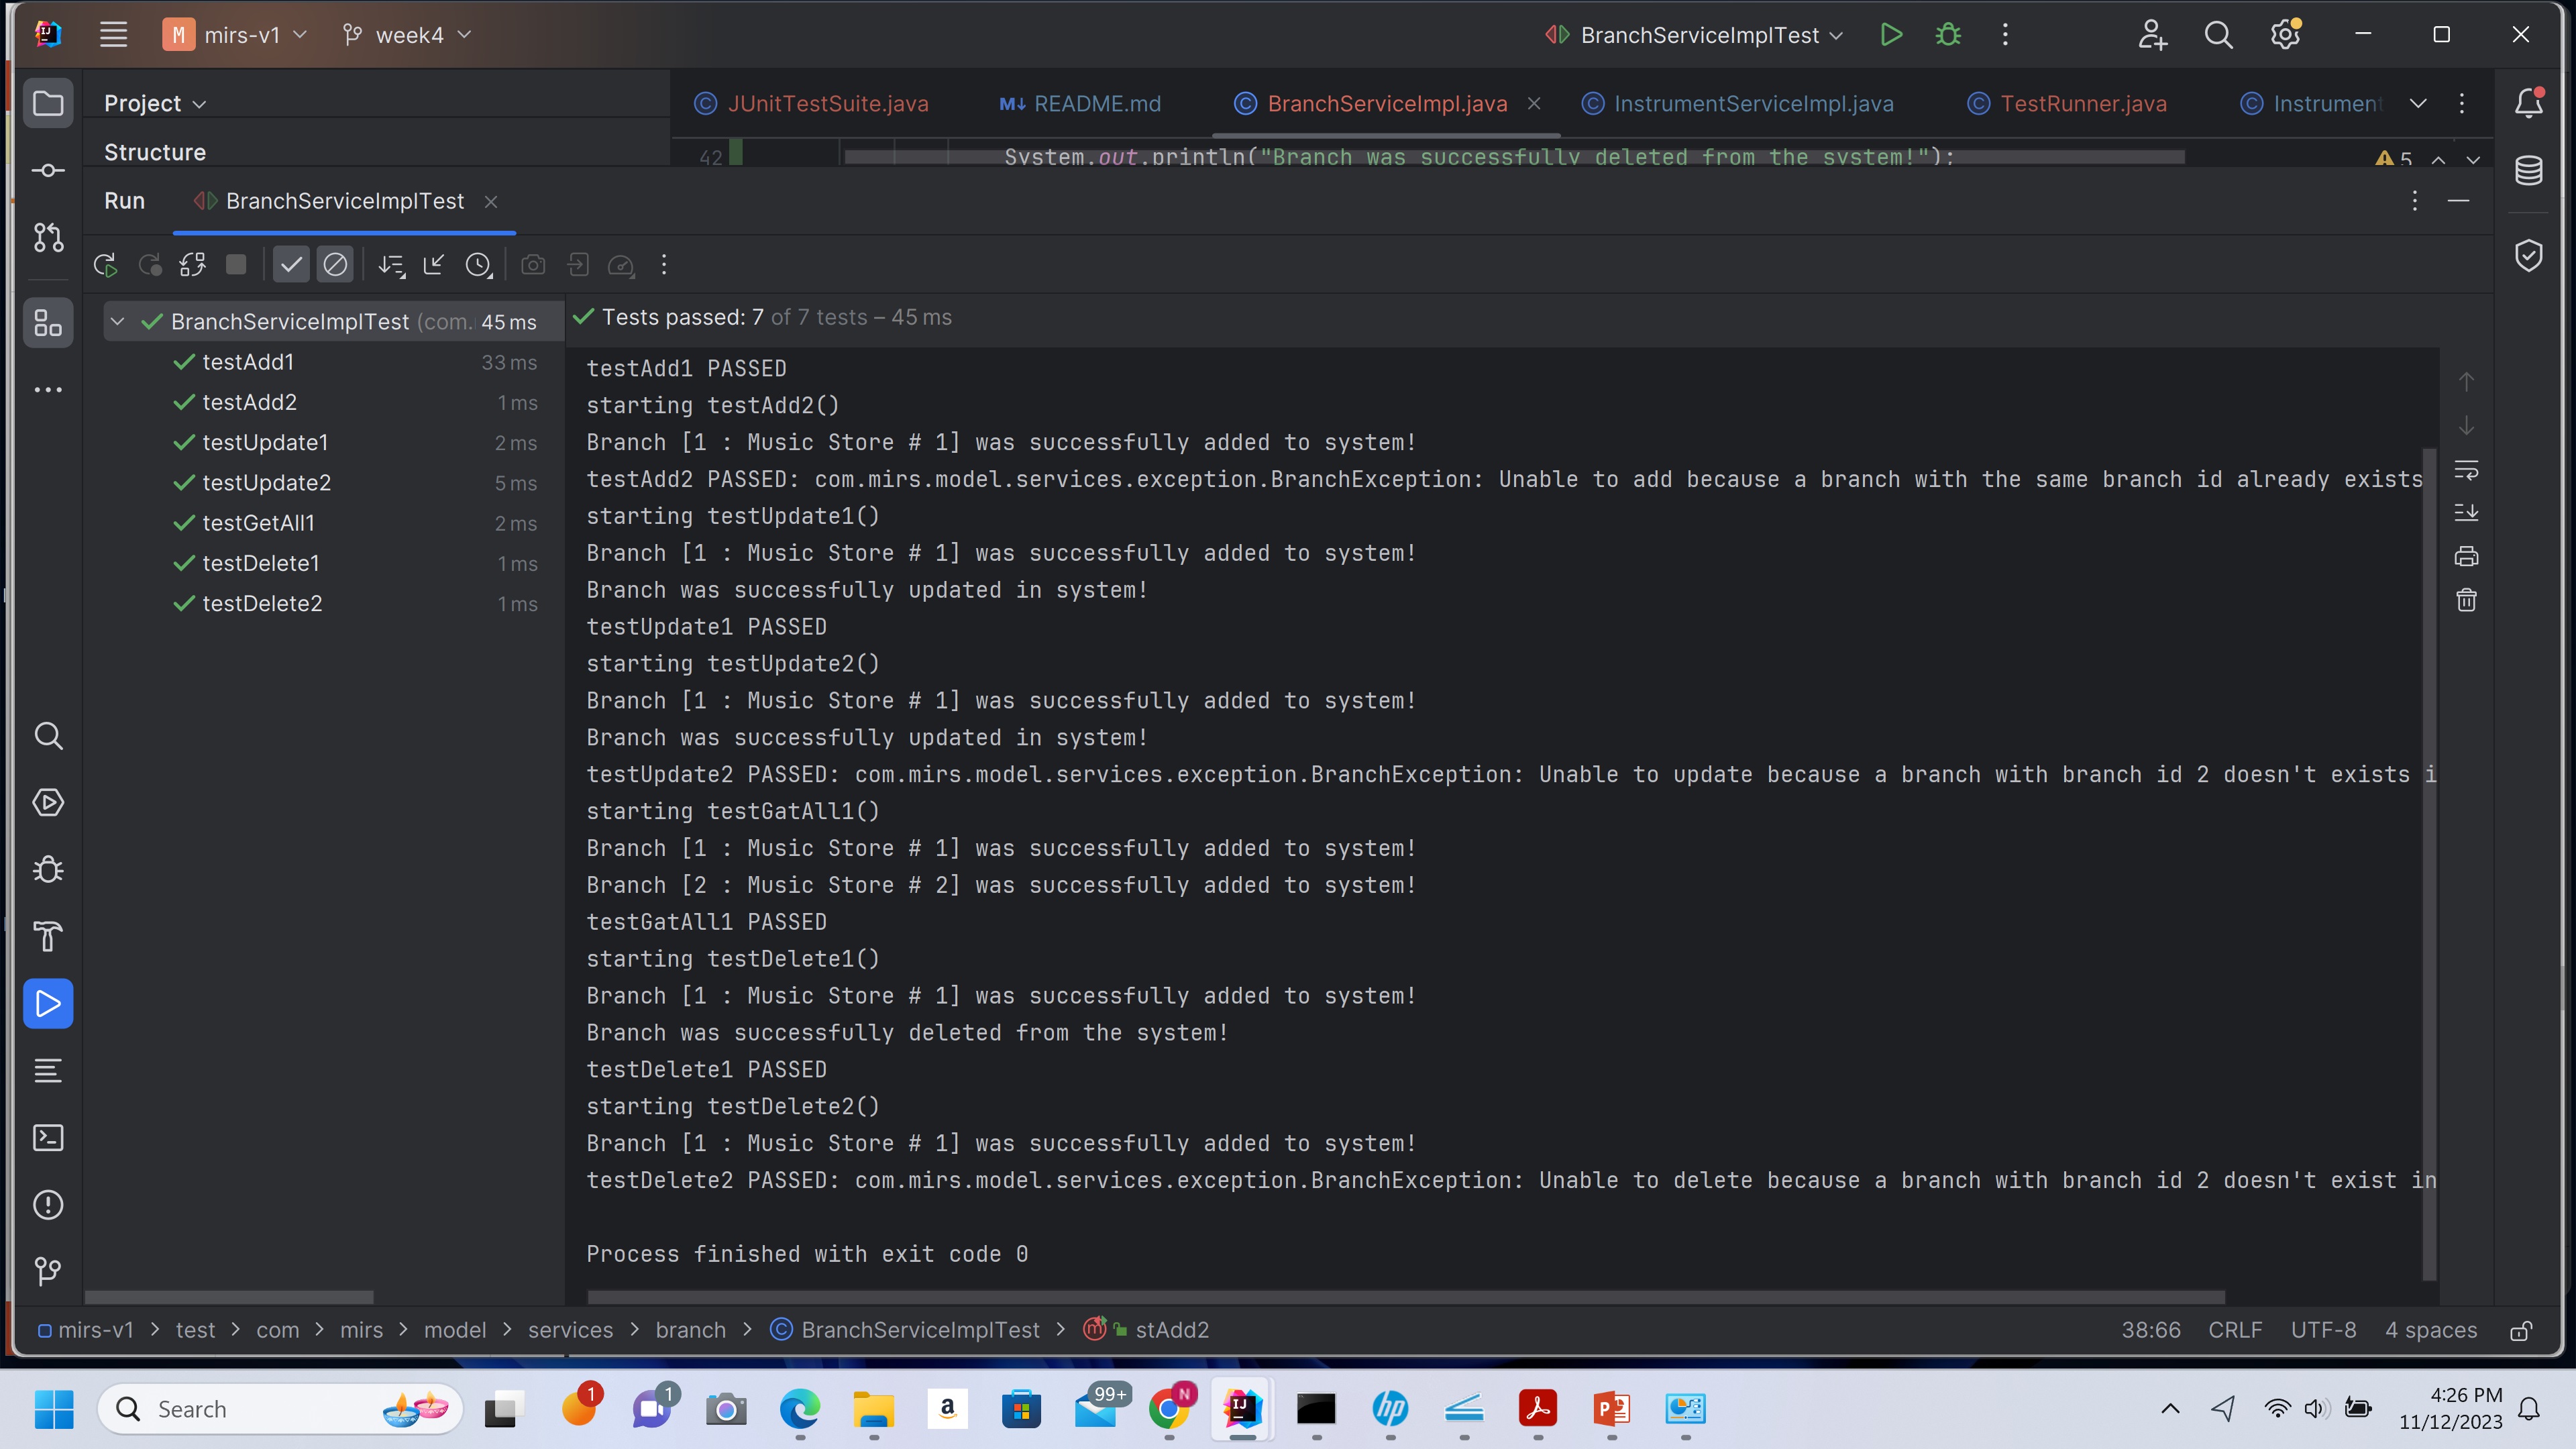 mirs-v1
week4
BranchServiceImplTest
Project
JUnitTestSuite.java
README.md
BranchServiceImpl.java
InstrumentServiceImpl.java
TestRunner.java
Instrument
Structure
42 System.out.println("Branch was successfully deleted from the system!");
5
Run
BranchServiceImplTest
BranchServiceImplTest (com. 45 ms
Tests passed: 7 of 7 tests – 45 ms
testAdd1 33 ms
testAdd2 1 ms
testUpdate1 2 ms
testUpdate2 5 ms
testGetAll1 2 ms
testDelete1 1 ms
testDelete2 1 ms
testAdd1 PASSED
starting testAdd2()
Branch [1 : Music Store # 1] was successfully added to system!
testAdd2 PASSED: com.mirs.model.services.exception.BranchException: Unable to add because a branch with the same branch id already exists
starting testUpdate1()
Branch [1 : Music Store # 1] was successfully added to system!
Branch was successfully updated in system!
testUpdate1 PASSED
starting testUpdate2()
Branch [1 : Music Store # 1] was successfully added to system!
Branch was successfully updated in system!
testUpdate2 PASSED: com.mirs.model.services.exception.BranchException: Unable to update because a branch with branch id 2 doesn't exists i
starting testGatAll1()
Branch [1 : Music Store # 1] was successfully added to system!
Branch [2 : Music Store # 2] was successfully added to system!
testGatAll1 PASSED
starting testDelete1()
Branch [1 : Music Store # 1] was successfully added to system!
Branch was successfully deleted from the system!
testDelete1 PASSED
starting testDelete2()
Branch [1 : Music Store # 1] was successfully added to system!
testDelete2 PASSED: com.mirs.model.services.exception.BranchException: Unable to delete because a branch with branch id 2 doesn't exist in
Process finished with exit code 0
mirs-v1 > test > com > mirs > model > services > branch > BranchServiceImplTest > stAdd2
38:66 CRLF UTF-8 4 spaces
Search
1
1
99+
4:26 PM
11/12/2023